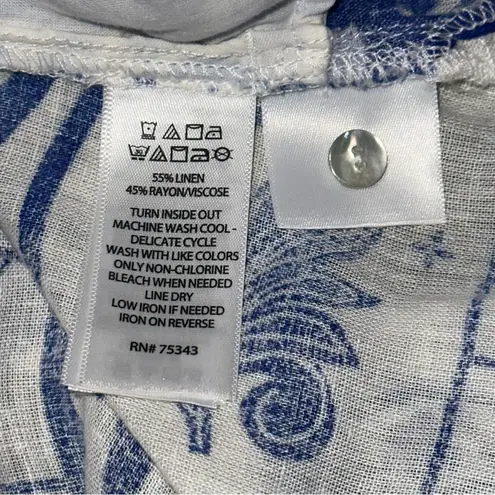 55% LINEN
45% RAYON/VISCOSE
TURN INSIDE OUT
MACHINE WASH COOL -
DELICATE CYCLE
WASH WITH LIKE COLORS
ONLY NON-CHLORINE
BLEACH WHEN NEEDED
LINE DRY
LOW IRON IF NEEDED
IRON ON REVERSE
RN# 75343